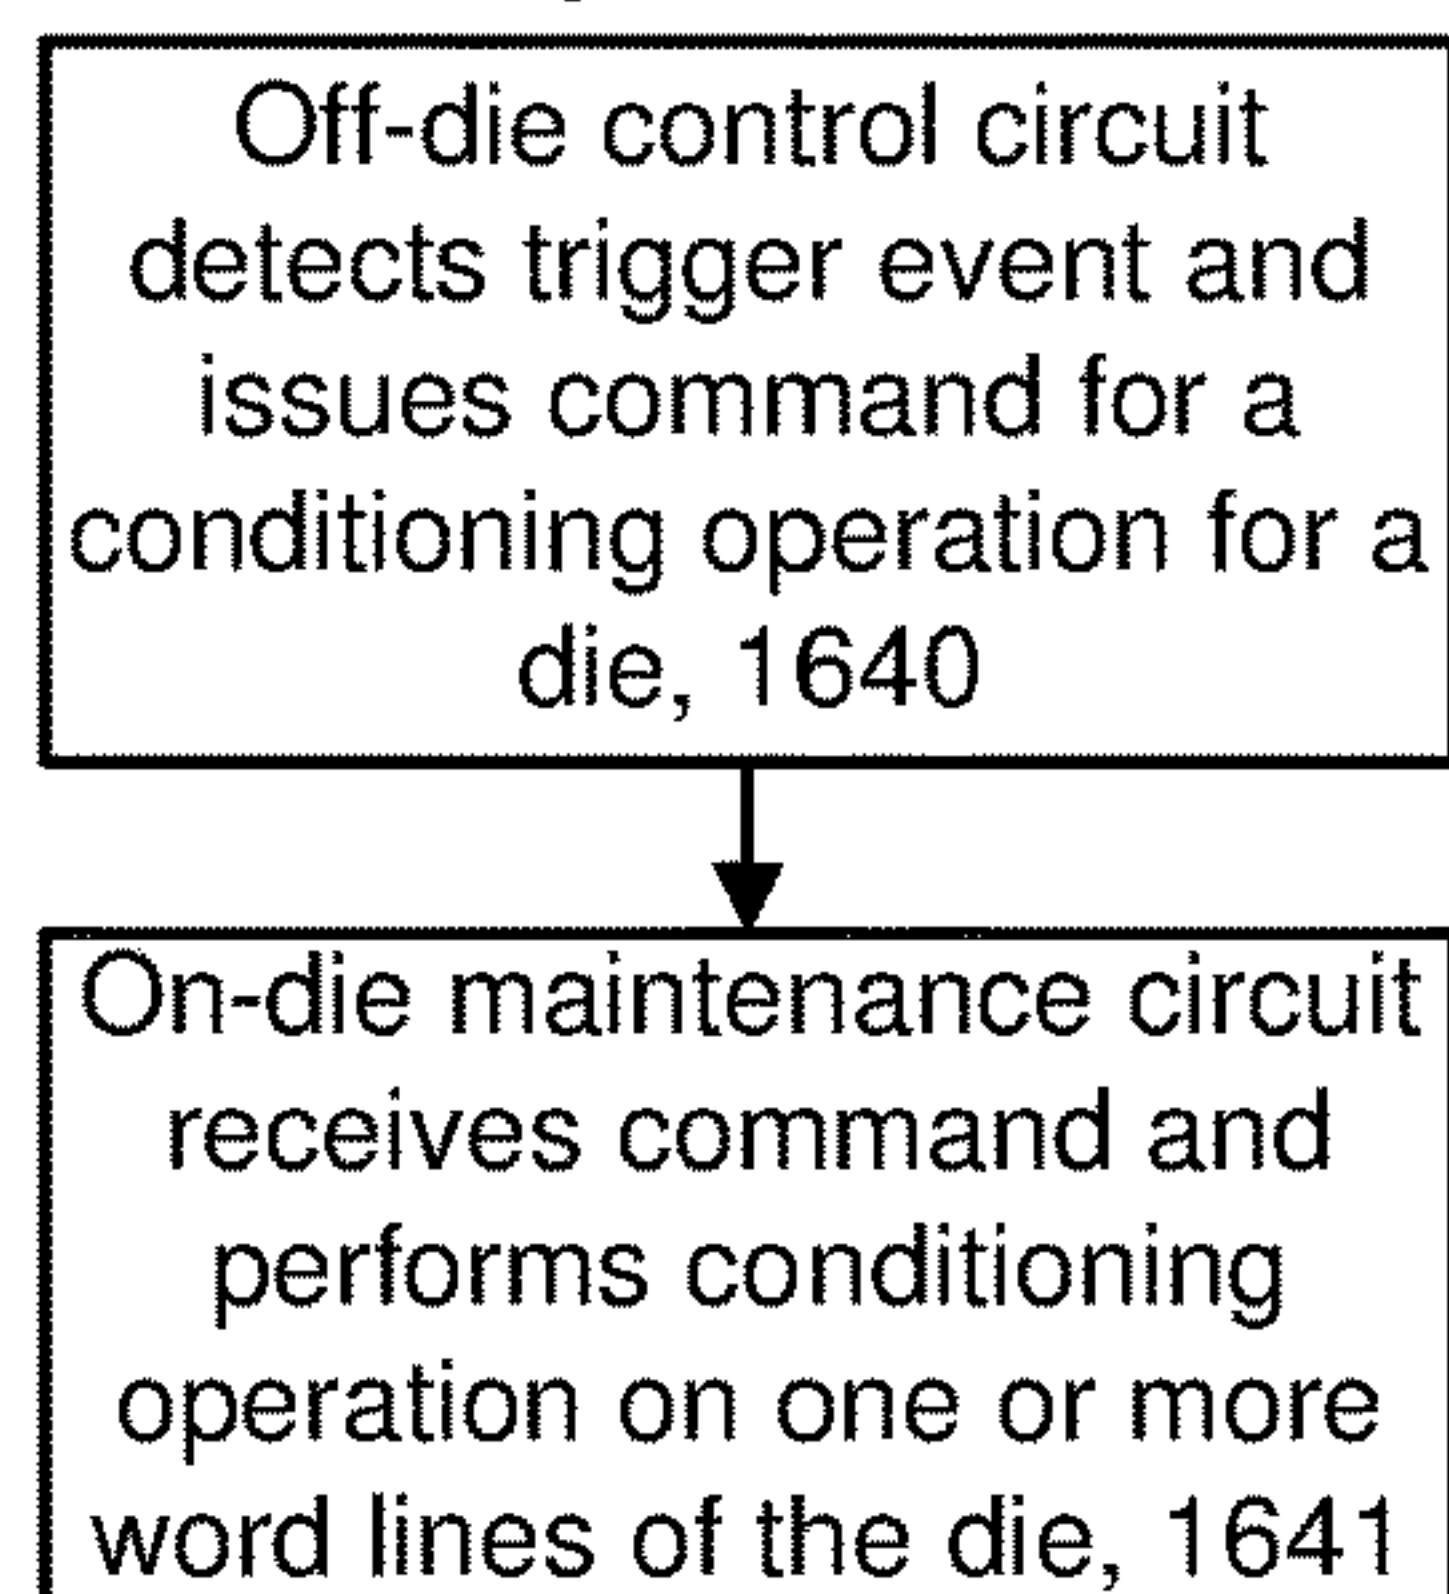 Off-die control circuit
detects trigger event and
issues command for a
conditioning operation for a
die, 1640
On-die maintenance circuit
receives command and
performs conditioning
operation on one or more
word lines of the die, 1641